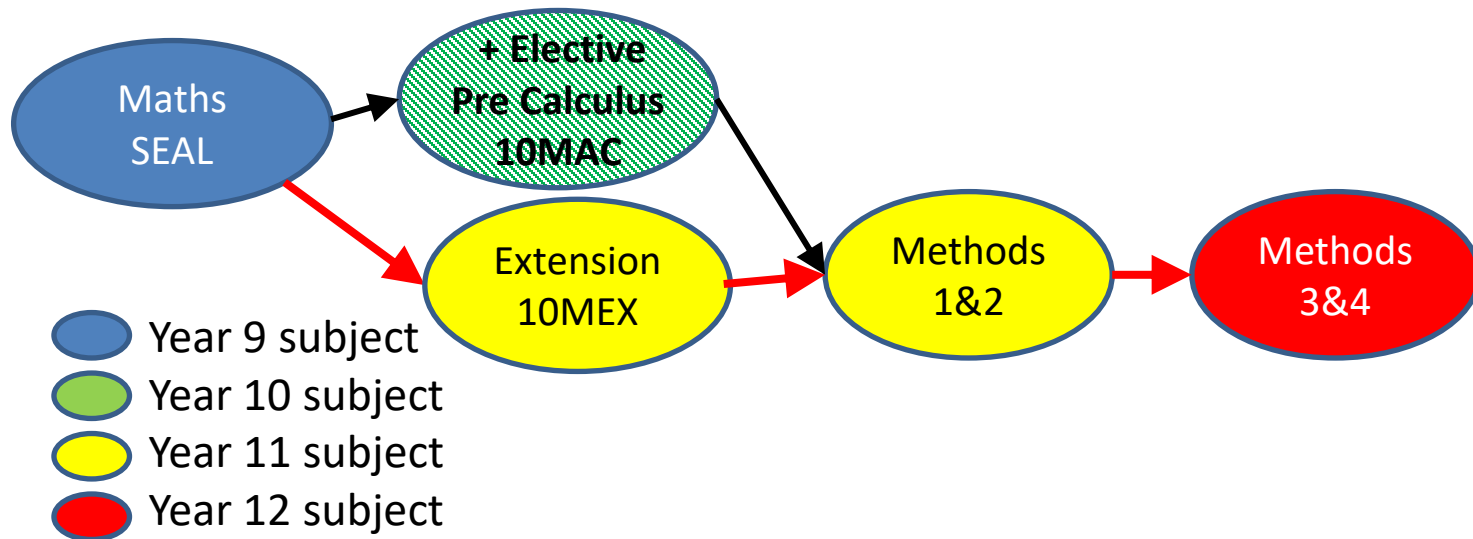 Maths
SEAL
+ Elective
Pre Calculus
10MAC
Extension
10MEX
Methods
1&2
Methods
3&4
Year 9 subject
Year 10 subject
Year 11 subject
Year 12 subject